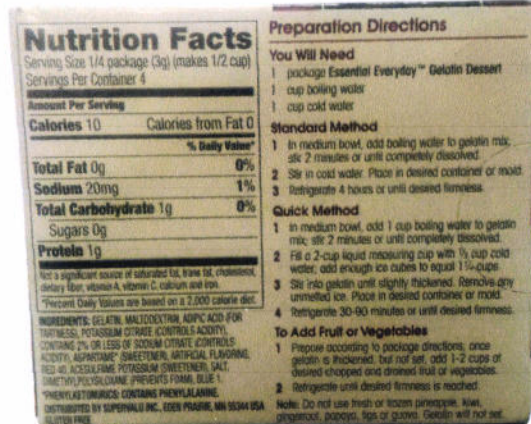 Nutrition Facts
Serving Size 1/4 package (3g) (makes 1/2 cup)
Servings Per Container 4
Amount Per Serving
Calories 10 Calories from Fat 0
% Daily Value*
Total Fat 0g 0%
Sodium 20mg 1%
Total Carbohydrate 1g 0%
Sugars 0g
Protein 1g
Not a significant source of saturated fat, trans fat, cholesterol,
dietary fiber, vitamin A, vitamin C, calcium and iron.
*Percent Daily Values are based on a 2,000 calorie diet.
INGREDIENTS: GELATIN, MALTODEXTRIN, ADIPIC ACID (FOR
TARTNESS), POTASSIUM CITRATE (CONTROLS ACIDITY),
CONTAINS 2% OR LESS OF SODIUM CITRATE (CONTROLS
ACIDITY), ASPARTAME* (SWEETENER), ARTIFICIAL FLAVORING,
RED 40, ACESULFAME POTASSIUM (SWEETENER), SALT,
DIMETHYLPOLYSILOXANE (PREVENTS FOAM), BLUE 1.
*PHENYLKETONURICS: CONTAINS PHENYLALANINE.
DISTRIBUTED BY SUPERVALU INC., EDEN PRAIRIE, MN 55344 USA
GLUTEN FREE
Preparation Directions
You Will Need
1 package Essential Everyday™ Gelatin Dessert
1 cup boiling water
1 cup cold water
Standard Method
1 In medium bowl, add boiling water to gelatin mix;
stir 2 minutes or until completely dissolved.
2 Stir in cold water. Place in desired container or mold.
3 Refrigerate 4 hours or until desired firmness.
Quick Method
1 In medium bowl, add 1 cup boiling water to gelatin
mix; stir 2 minutes or until completely dissolved.
2 Fill a 2-cup liquid measuring cup with cup cold
water; add enough ice cubes to equal cups.
3 Stir into gelatin until slightly thickened. Remove any
unmelted ice. Place in desired container or mold.
4 Refrigerate 30-90 minutes or until desired firmness.
To Add Fruit or Vegetables
1 Prepare according to package directions; once
gelatin is thickened, but not set, add 1-2 cups of
desired chopped and drained fruit or vegetables.
2 Refrigerate until desired firmness is reached.
Note: Do not use fresh or frozen pineapple, kiwi,
gingerroot, papaya, figs or guava. Gelatin will not set.